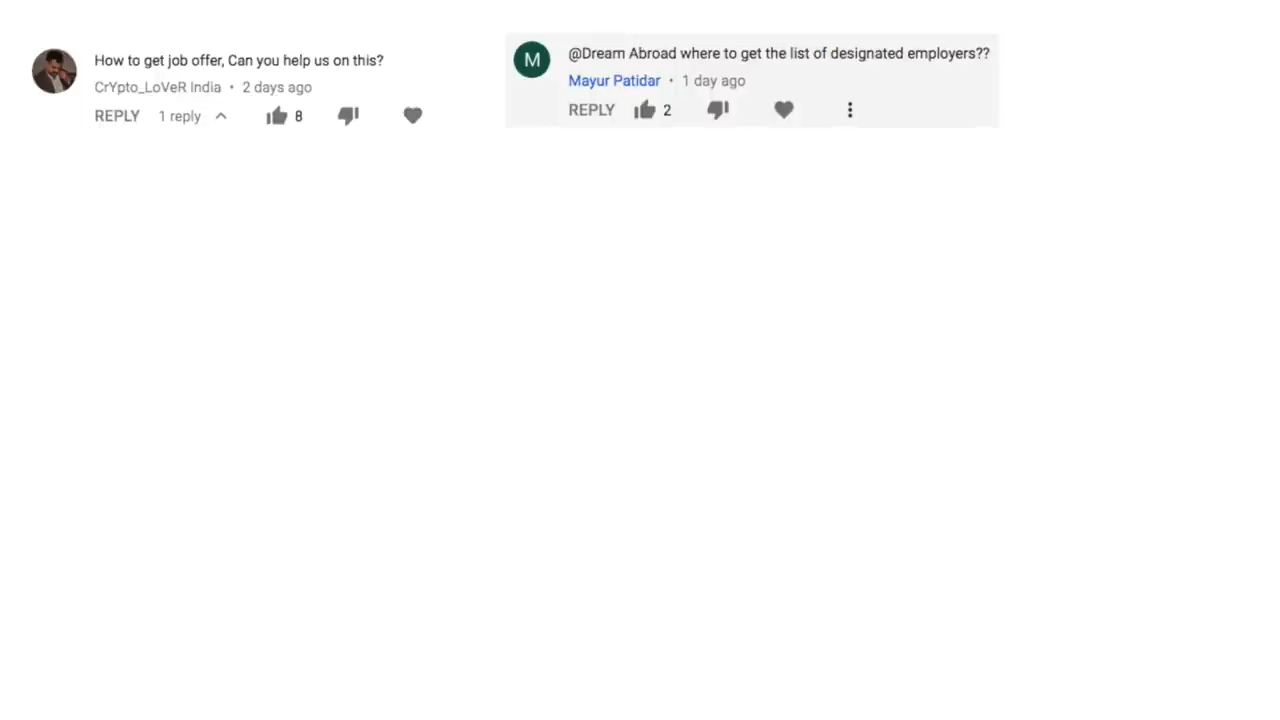 How to get job offer, Can you help us on this?
CrYpto_LoVeR India • 2 days ago
REPLY 1 reply 8
M
@Dream Abroad where to get the list of designated employers??
Mayur Patidar • 1 day ago
REPLY 2